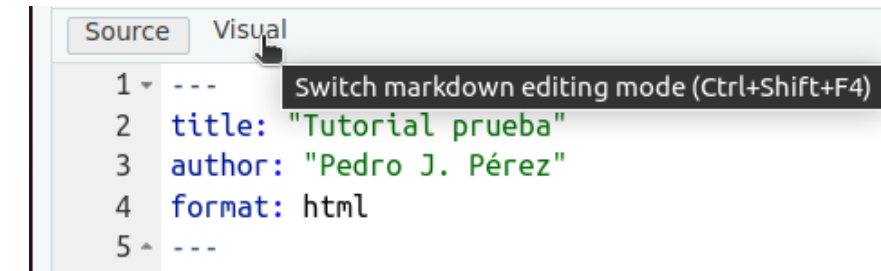 Source Visual
Switch markdown editing mode (Ctrl+Shift+F4)
1 ---
2 title: "Tutorial prueba"
3 author: "Pedro J. Pérez"
4 format: html
5 ---